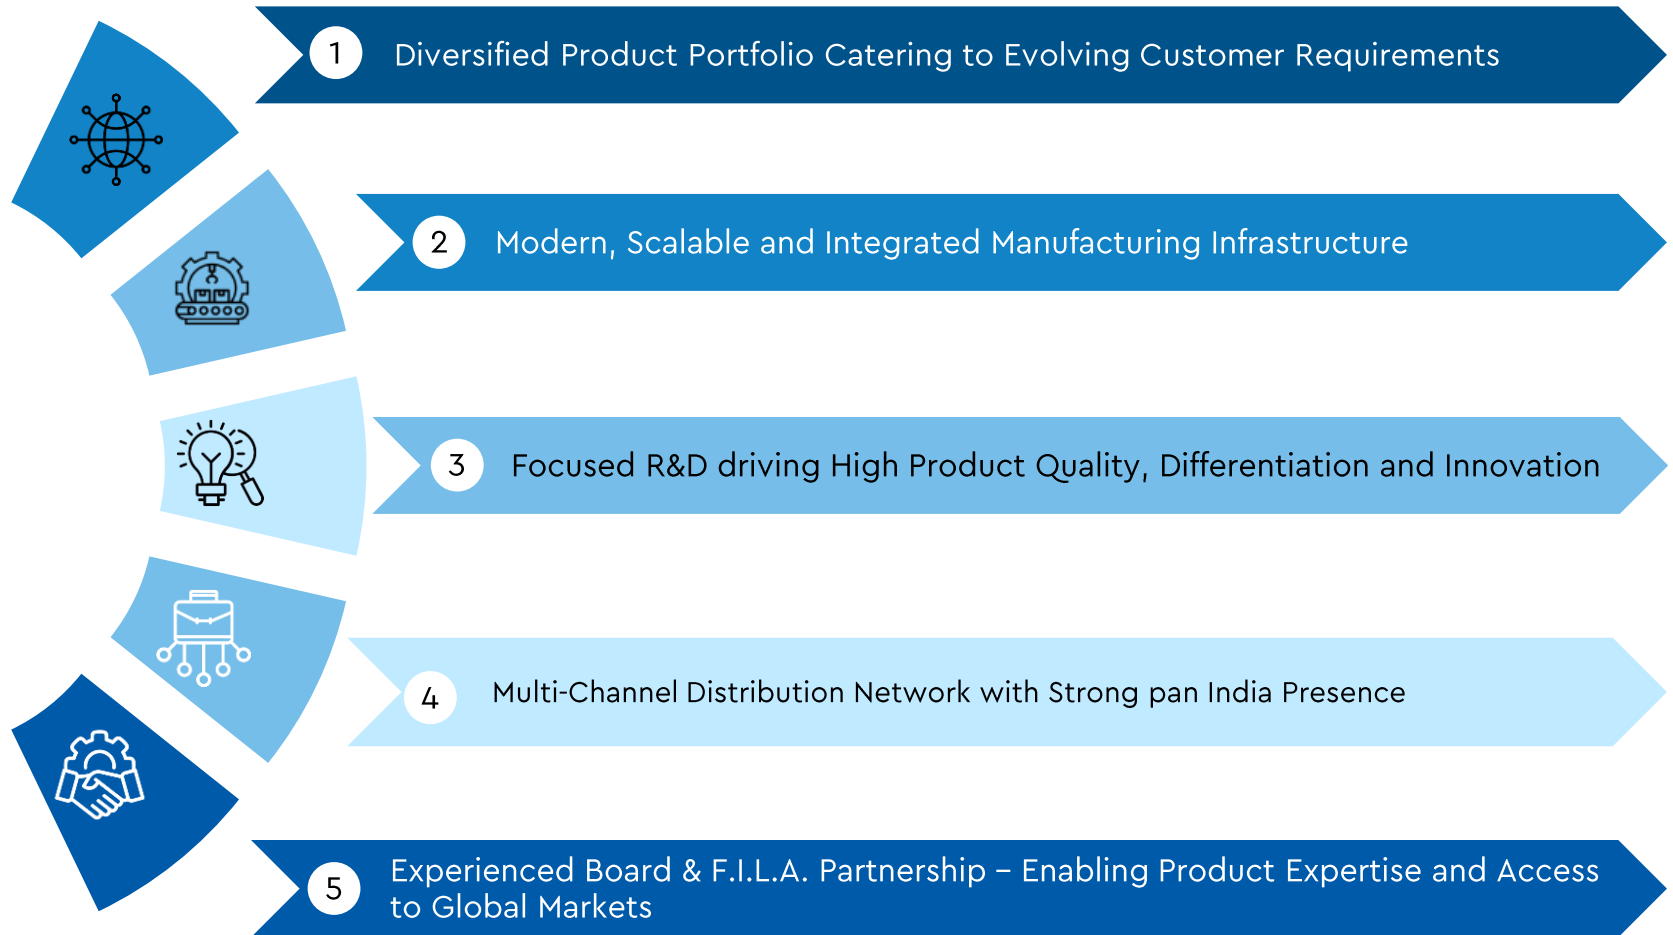 1
Diversified Product Portfolio Catering to Evolving Customer Requirements
2
Modern, Scalable and Integrated Manufacturing Infrastructure
3
Focused R&D driving High Product Quality, Differentiation and Innovation
4
Multi-Channel Distribution Network with Strong pan India Presence
5
Experienced Board & F.I.L.A. Partnership – Enabling Product Expertise and Access
to Global Markets